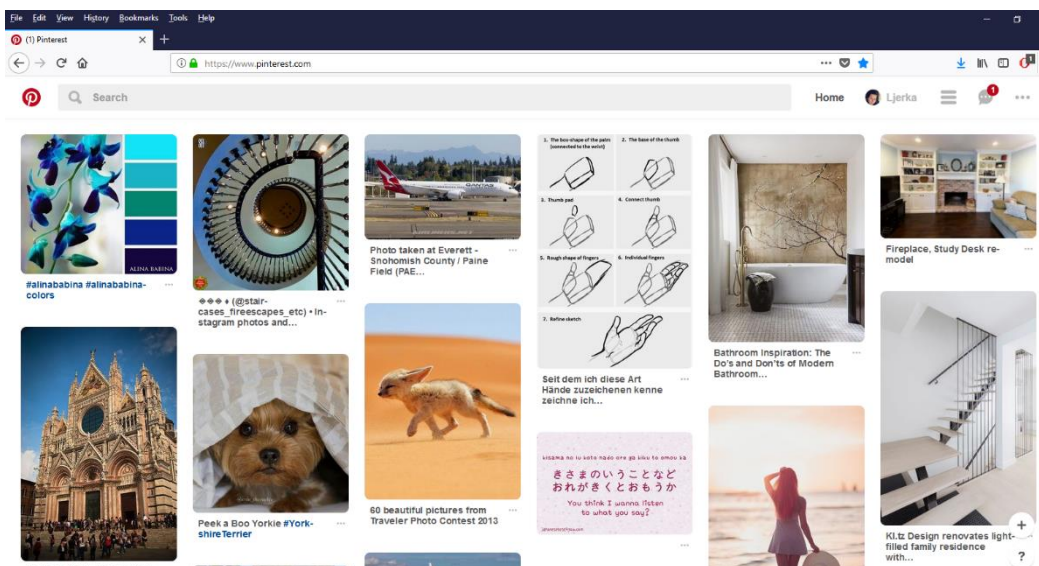 File Edit View History Bookmarks Tools Help
(1) Pinterest
https://www.pinterest.com
Search
Home
Ljerka
1
ALINA BABINA
#alinababina #alinababina-
colors
(@stair-
cases_fireescapes_etc) • In-
stagram photos and...
Peek a Boo Yorkie #York-
shireTerrier
QANTAS
Photo taken at Everett -
Snohomish County / Paine
Field (PAE...
60 beautiful pictures from
Traveler Photo Contest 2013
1. The box-shape of the palm
(connected to the wrist)
2. The base of the thumb
3. Thumb pad
4. Connect thumb
5. Rough shape of fingers
6. Individual fingers
7. Refine sketch
Seit dem ich diese Art
Hände zuzeichenen kenne
zeichne ich...
kisama no iu koto nado ore ga kiku to omou ka
きさまのいうことなど
おれがきくとおもうか
You think I wanna listen
to what you say?
Bathroom Inspiration: The
Do's and Don'ts of Modern
Bathroom...
Fireplace, Study Desk re-
model
KI.tz Design renovates light-
filled family residence
with...
+
?